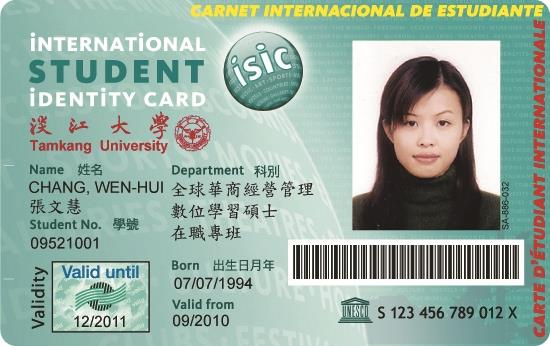 CARNET INTERNACIONAL DE ESTUDIANTE
INTERNATIONAL
STUDENT
IDENTITY CARD
isic
淡江大學
Tamkang University
Name 姓名
CHANG, WEN-HUI
張文慧
Student No. 學號
09521001
Department 科別
全球華商經營管理
數位學習碩士
在職專班
Validity
Valid until
12/2011
Born 出生日月年
07/07/1994
Valid from
09/2010
SA-886-032
UNESCO
S 123 456 789 012 X
CARTE D'ÉTUDIANT INTERNATIONALE